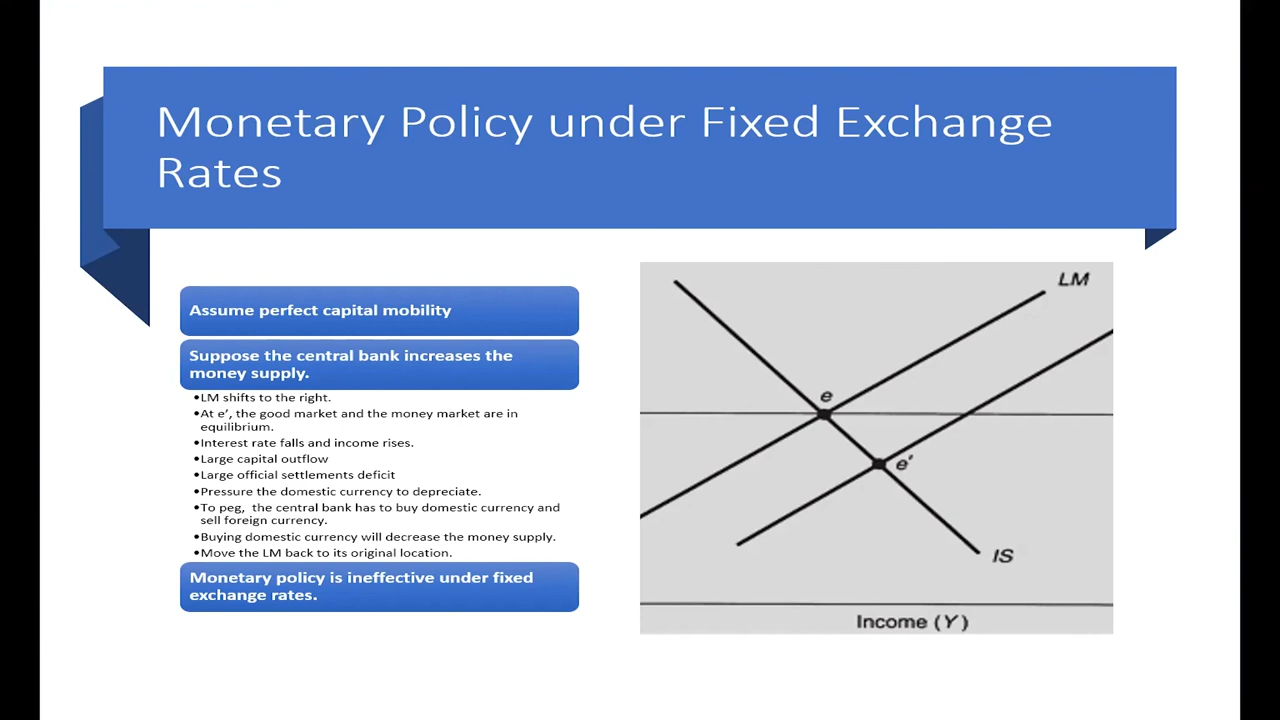 Monetary Policy under Fixed Exchange
Rates
Assume perfect capital mobility
Suppose the central bank increases the
money supply.
•LM shifts to the right.
•At e’, the good market and the money market are in
equilibrium.
•Interest rate falls and income rises.
•Large capital outflow
•Large official settlements deficit
•Pressure the domestic currency to depreciate.
•To peg,  the central bank has to buy domestic currency and
sell foreign currency.
•Buying domestic currency will decrease the money supply.
•Move the LM back to its original location.
Monetary policy is ineffective under fixed
exchange rates.
LM
e
e'
IS
Income (Y)